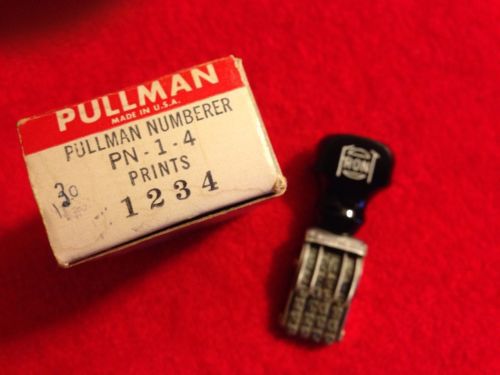 PULLMAN
MADE IN U.S.A.
PULLMAN NUMBERER
PN-1-4
PRINTS
1234